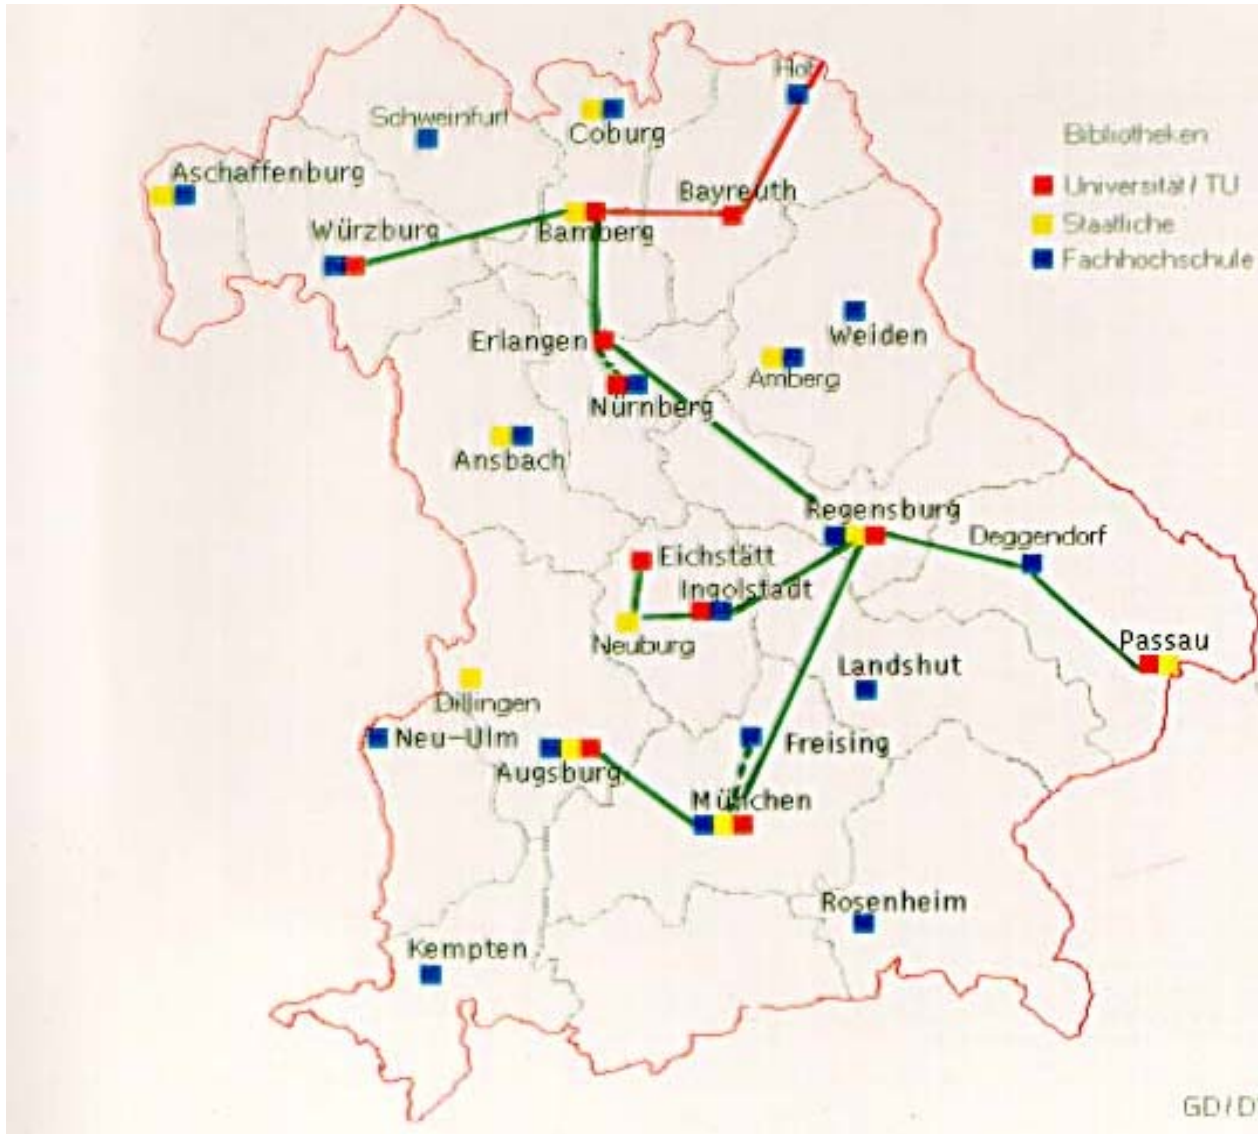 Hof
Schweinfurt
Coburg
Bibliotheken
Aschaffenburg
Bayreuth
Universität / TU
Würzburg
Bamberg
Staatliche
Fachhochschule
Erlangen
Weiden
Amberg
Nürnberg
Ansbach
Regensburg
Deggendorf
Eichstätt
Ingolstadt
Neuburg
Passau
Landshut
Dillingen
Neu-Ulm
Freising
Augsburg
München
Rosenheim
Kempten
GD/D